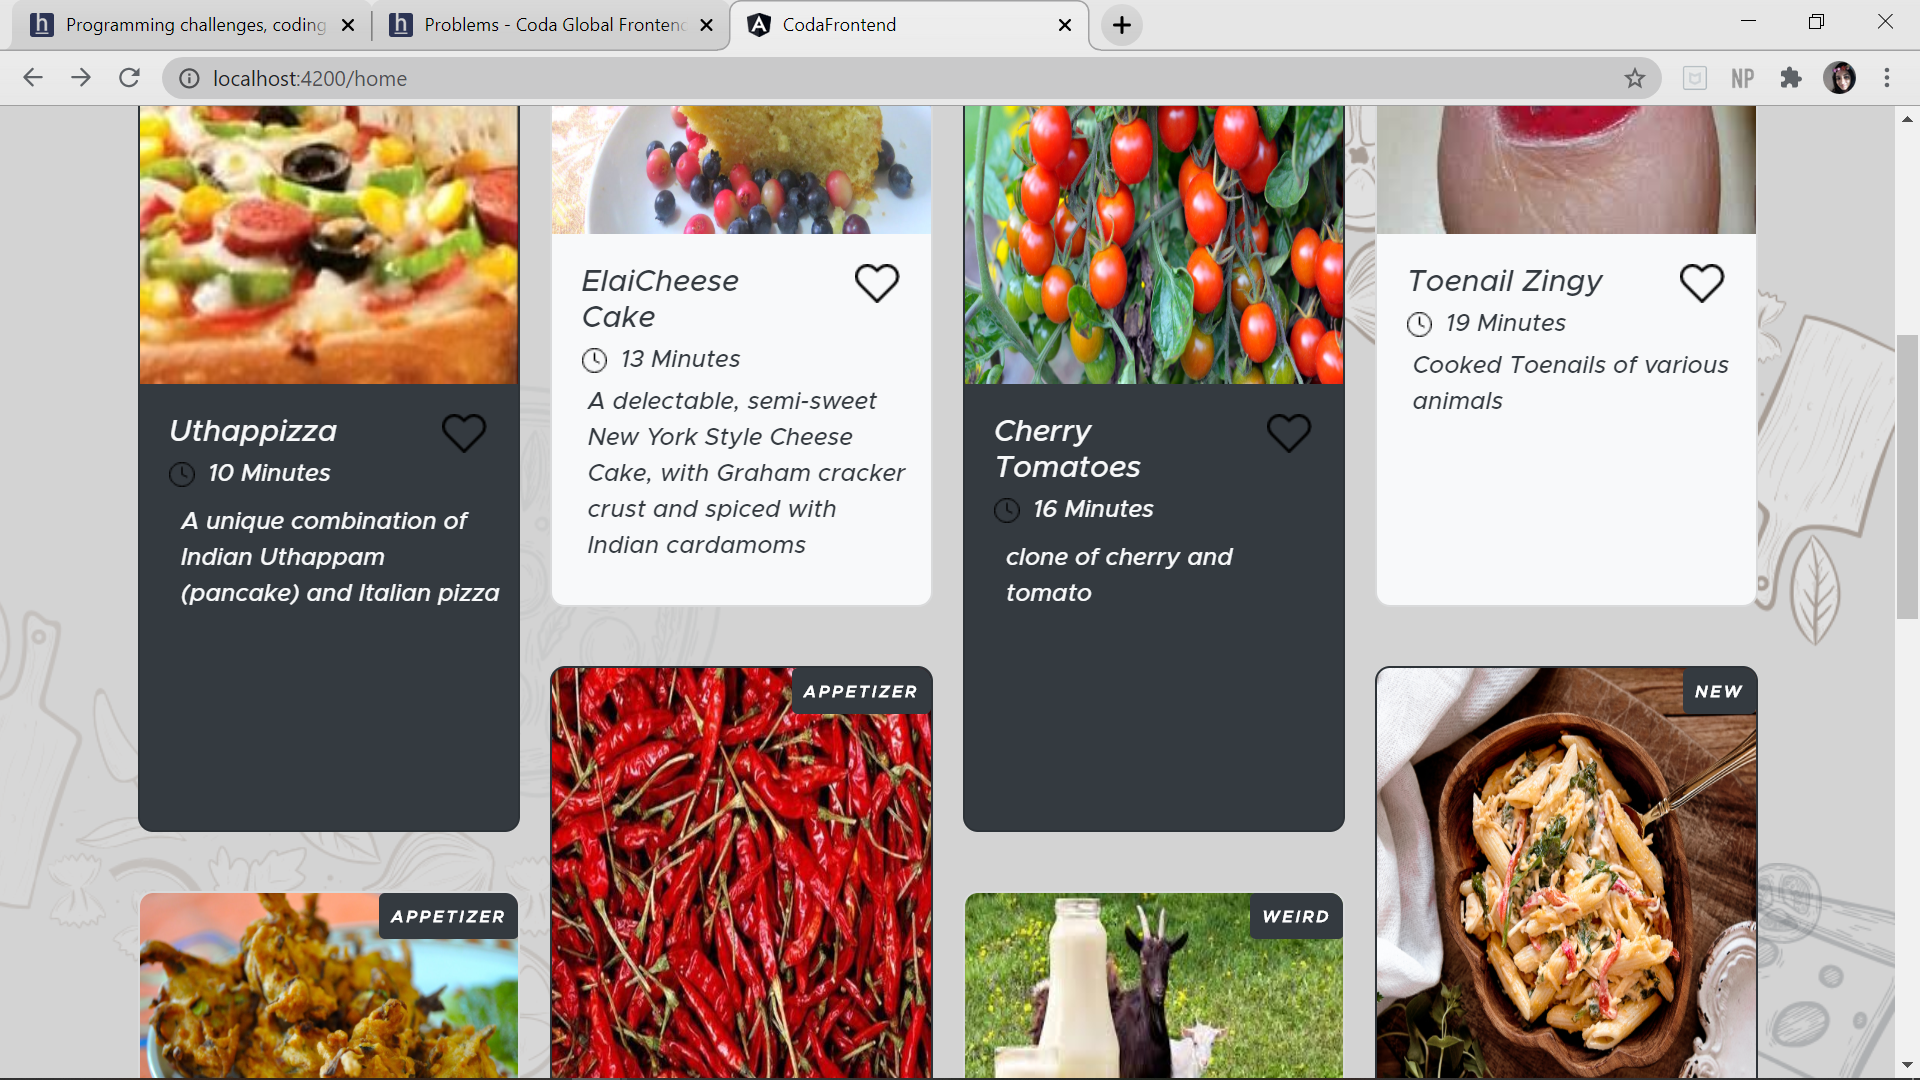 Programming challenges, coding
Problems - Coda Global Frontend
CodaFrontend
localhost:4200/home
NP
Uthappizza
10 Minutes
A unique combination of
Indian Uthappam
(pancake) and Italian pizza
ElaiCheese
Cake
13 Minutes
A delectable, semi-sweet
New York Style Cheese
Cake, with Graham cracker
crust and spiced with
Indian cardamoms
Cherry
Tomatoes
16 Minutes
clone of cherry and
tomato
Toenail Zingy
19 Minutes
Cooked Toenails of various
animals
APPETIZER
NEW
APPETIZER
WEIRD